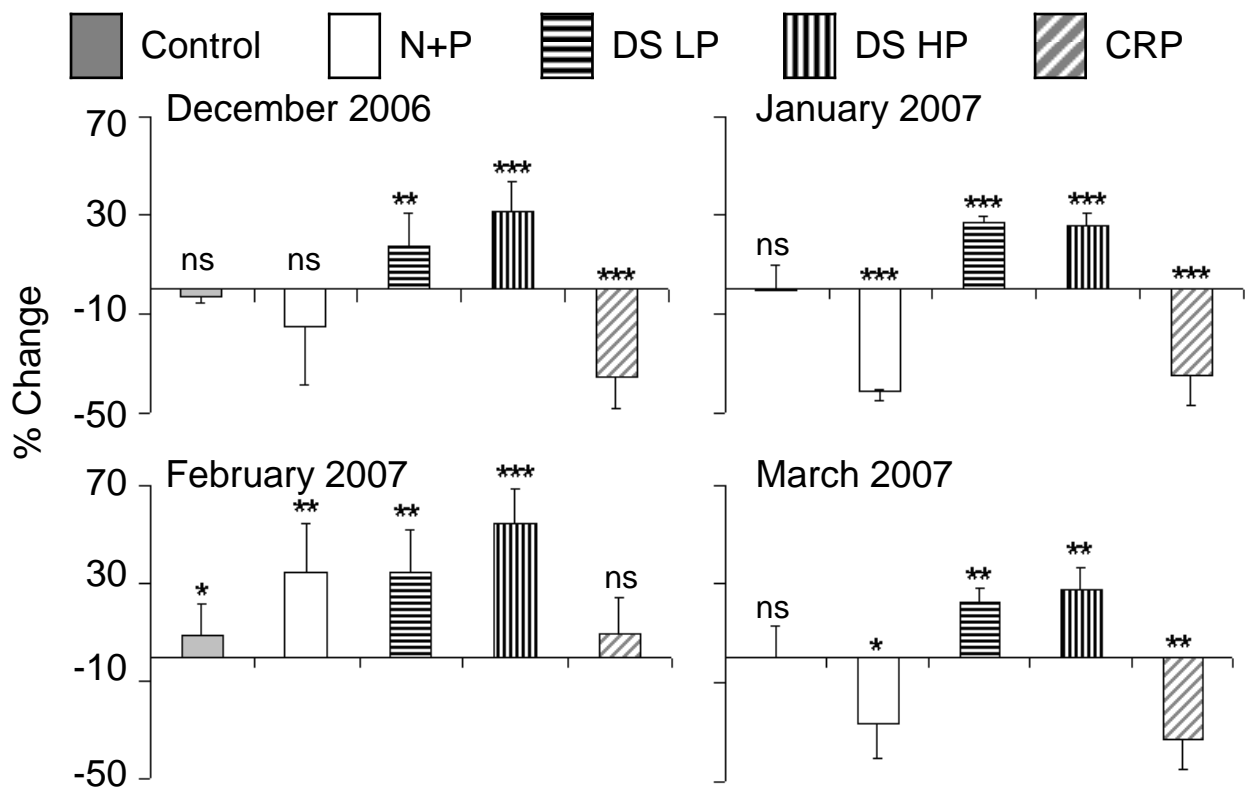 Control N+P DS LP DS HP CRP
% Change
December 2006
70
30
-10
-50
ns ns ** *** ***
January 2007
ns *** *** *** ***
February 2007
70
30
-10
-50
* ** ** *** ns
March 2007
ns * ** ** **